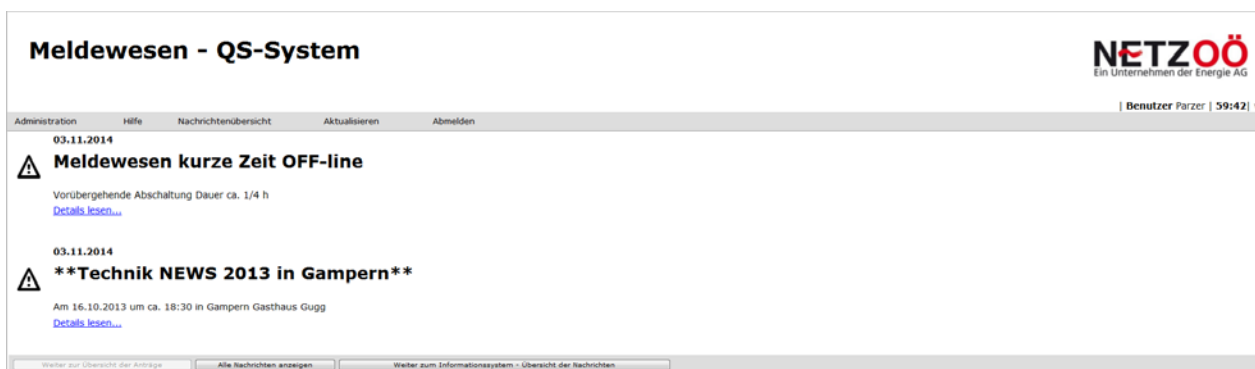 Meldewesen - QS-System
NETZOÖ
Ein Unternehmen der Energie AG
| Benutzer Parzer | 59:42|
Administration Hilfe Nachrichtenübersicht Aktualisieren Abmelden
03.11.2014
Meldewesen kurze Zeit OFF-line
Vorübergehende Abschaltung Dauer ca. 1/4 h
Details lesen...
03.11.2014
**Technik NEWS 2013 in Gampern**
Am 16.10.2013 um ca. 18:30 in Gampern Gasthaus Gugg
Details lesen...
Weiter zur Übersicht der Anträge Alle Nachrichten anzeigen Weiter zum Informationssystem - Übersicht der Nachrichten